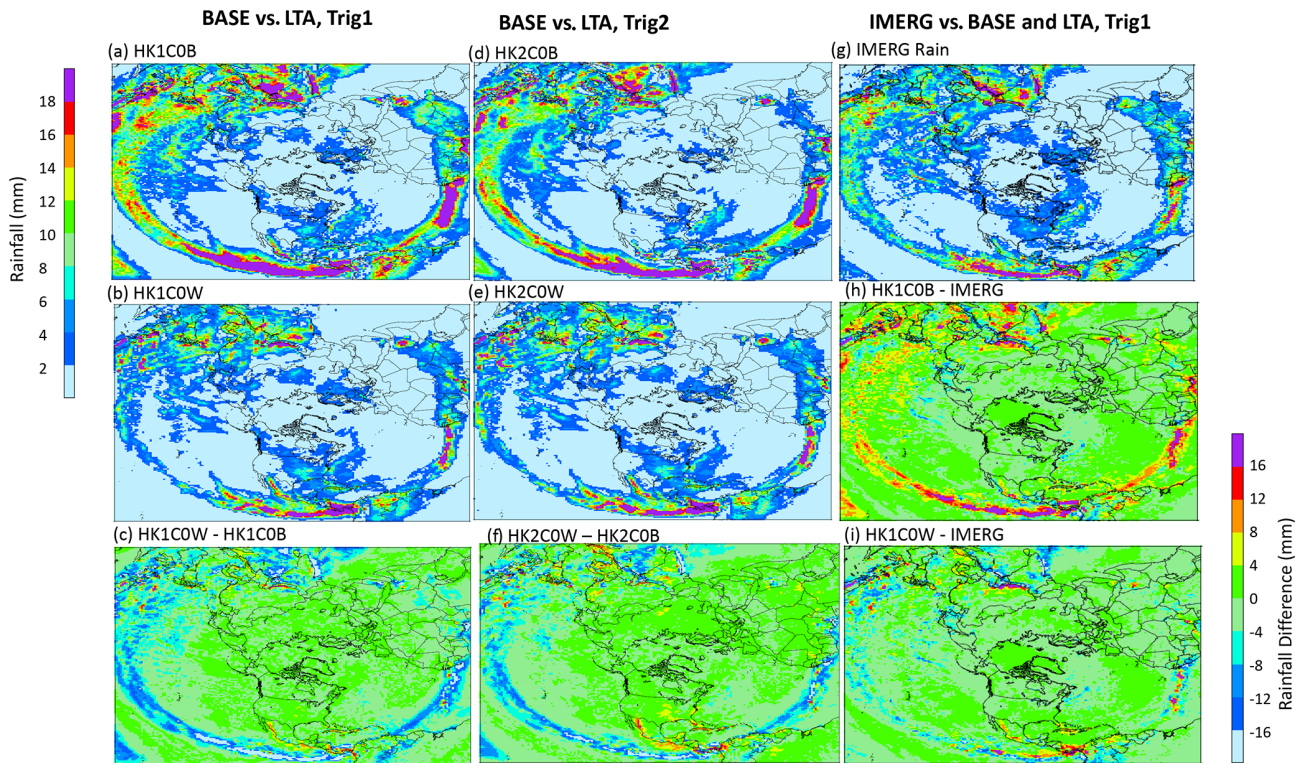 BASE vs. LTA, Trig1
BASE vs. LTA, Trig2
IMERG vs. BASE and LTA, Trig1
(a) HK1C0B
(d) HK2C0B
(g) IMERG Rain
18
16
14
12
10
8
6
4
2
Rainfall (mm)
(b) HK1C0W
(e) HK2C0W
(h) HK1C0B - IMERG
(c) HK1C0W - HK1C0B
(f) HK2C0W – HK2C0B
(i) HK1C0W - IMERG
16
12
8
4
0
-4
-8
-12
-16
Rainfall Difference (mm)